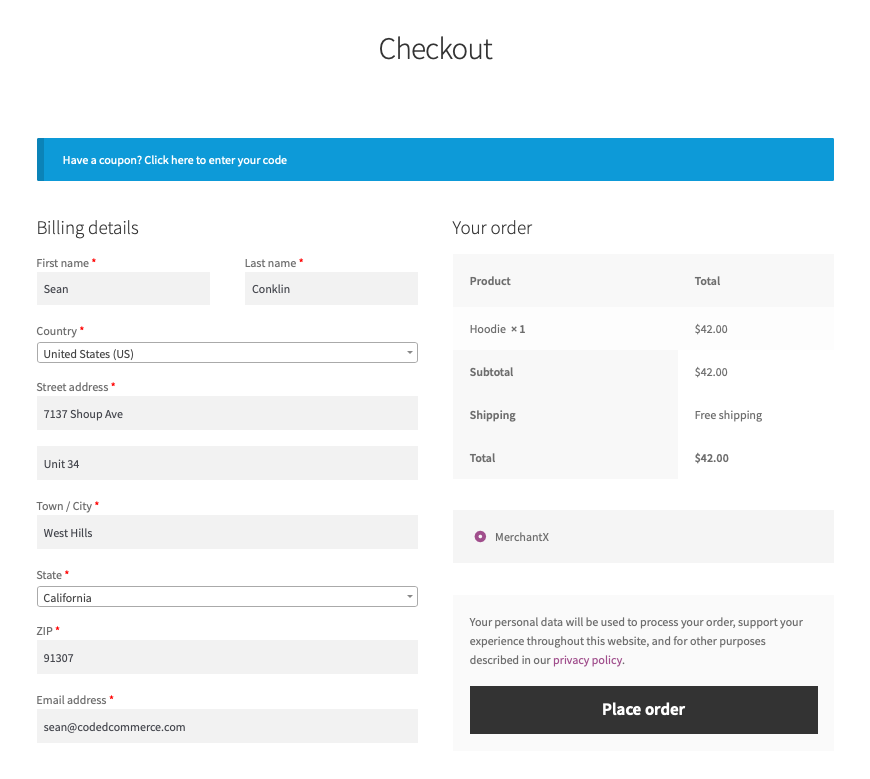 Checkout
Have a coupon? Click here to enter your code
Billing details
First name *
Last name *
Sean
Conklin
Country *
United States (US)
Street address *
7137 Shoup Ave
Unit 34
Town / City *
West Hills
State *
California
ZIP *
91307
Email address *
sean@codedcommerce.com
Your order
Product Total
Hoodie × 1 $42.00
Subtotal $42.00
Shipping Free shipping
Total $42.00
MerchantX
Your personal data will be used to process your order, support your
experience throughout this website, and for other purposes
described in our privacy policy.
Place order